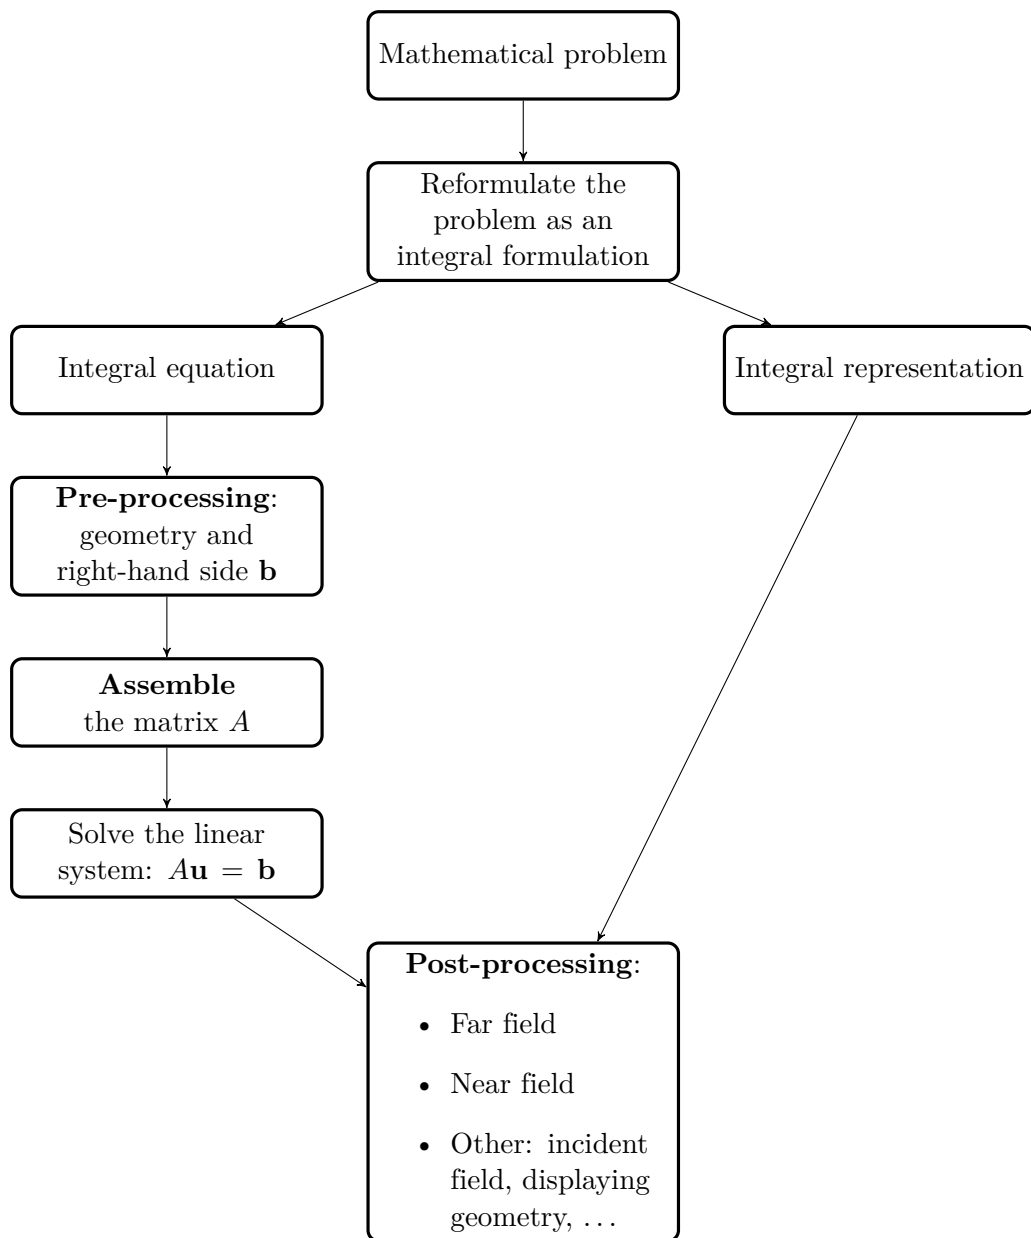 Mathematical problem
Reformulate the
problem as an
integral formulation
Integral equation
Integral representation
Pre-processing:
geometry and
right-hand side b
Assemble
the matrix A
Solve the linear
system: Au = b
Post-processing:
• Far field
• Near field
• Other: incident
field, displaying
geometry, …